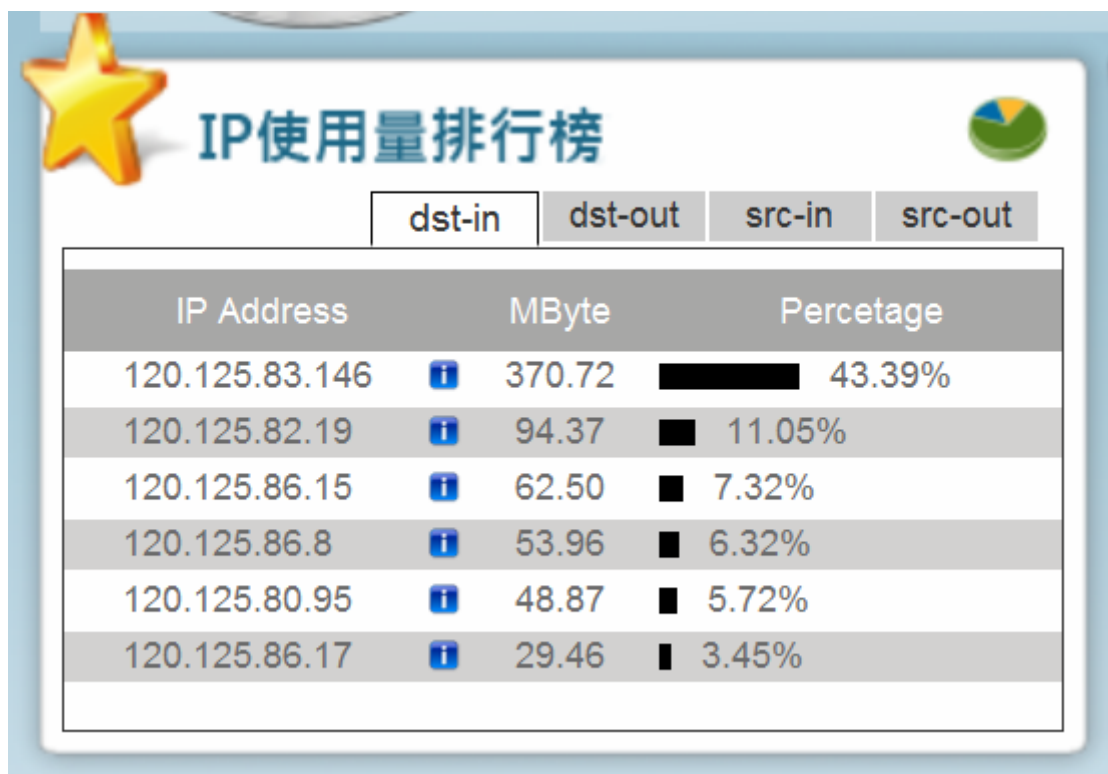 IP使用量排行榜
dst-in dst-out src-in src-out
IP Address MByte Percetage
120.125.83.146 i 370.72 43.39%
120.125.82.19 i 94.37 11.05%
120.125.86.15 i 62.50 7.32%
120.125.86.8 i 53.96 6.32%
120.125.80.95 i 48.87 5.72%
120.125.86.17 i 29.46 3.45%